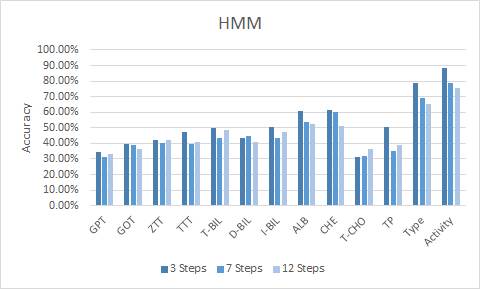 HMM
100.00%
90.00%
80.00%
70.00%
60.00%
50.00%
40.00%
30.00%
20.00%
10.00%
0.00%
Accuracy
GPT
GOT
ZTT
TTT
T-BIL
D-BIL
I-BIL
ALB
CHE
T-CHO
TP
Type
Activity
3 Steps
7 Steps
12 Steps